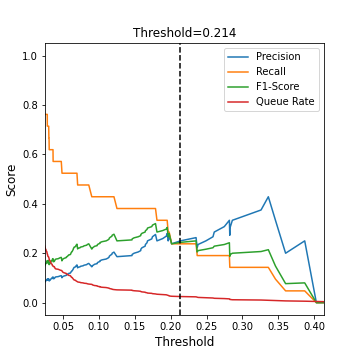 Threshold=0.214
Precision
Recall
F1-Score
Queue Rate
Score
1.0
0.8
0.6
0.4
0.2
0.0
0.05 0.10 0.15 0.20 0.25 0.30 0.35 0.40
Threshold